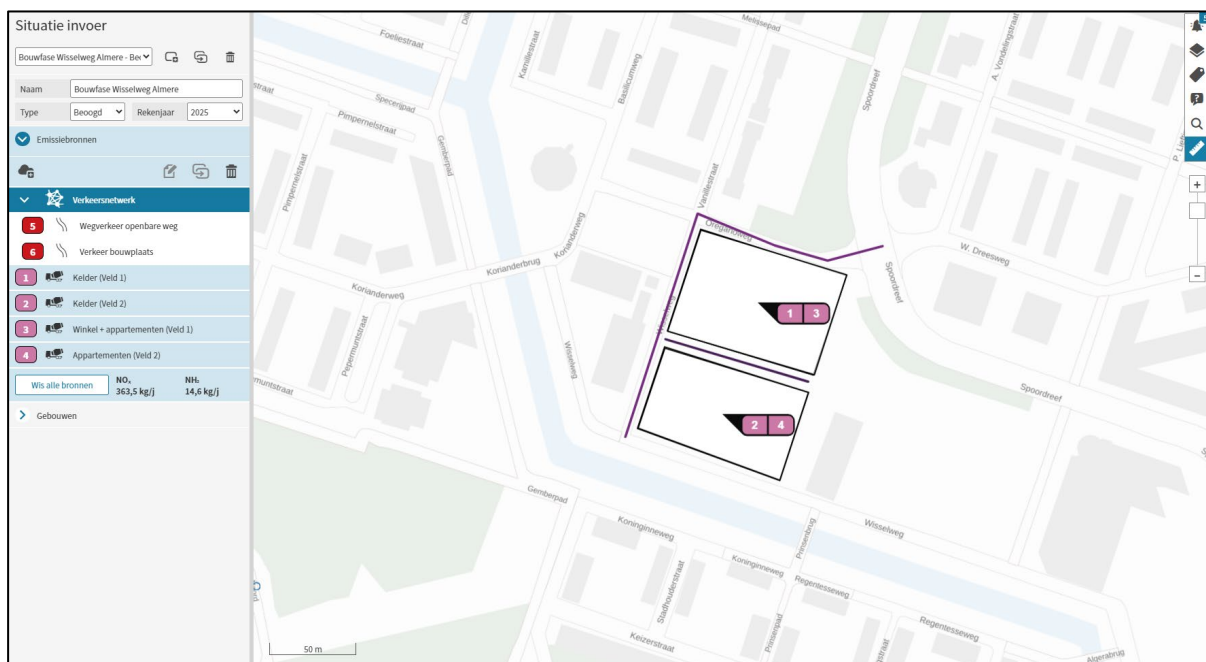 Situatie invoer
Bouwfase Wisselweg Almere - Be
Naam Bouwfase Wisselweg Almere
Type Beoogd Rekenjaar 2025
Emissiebronnen
Verkeersnetwerk
5 Wegverkeer openbare weg
6 Verkeer bouwplaats
1 Kelder (Veld 1)
2 Kelder (Veld 2)
3 Winkel + appartementen (Veld 1)
4 Appartementen (Veld 2)
Wis alle bronnen
NOₓ
363,5 kg/j
NH₃
14,6 kg/j
Gebouwen
Foeliestraat
Kamillestraat
Melissepad
Basilicumweg
Spoordreef
A. Vondelingstraat
Specerijpad
Pimpernelstraat
Gemberpad
Pimpernelstraat
Vanillestraat
Oreganoweg
Korianderweg
Korianderbrug
Korianderweg
W. Dreesweg
Spoordreef
Pepermuntstraat
Wisselweg
1 3
muntstraat
Spoordreef
2 4
Gemberpad
Koninginneweg
Wisselweg
Prinsenbrug
Koninginneweg
Regentesseweg
Stadhouderstraat
Prinsenpad
Keizerstraat
Regentesseweg
Algerabrug
50 m
?
+
−